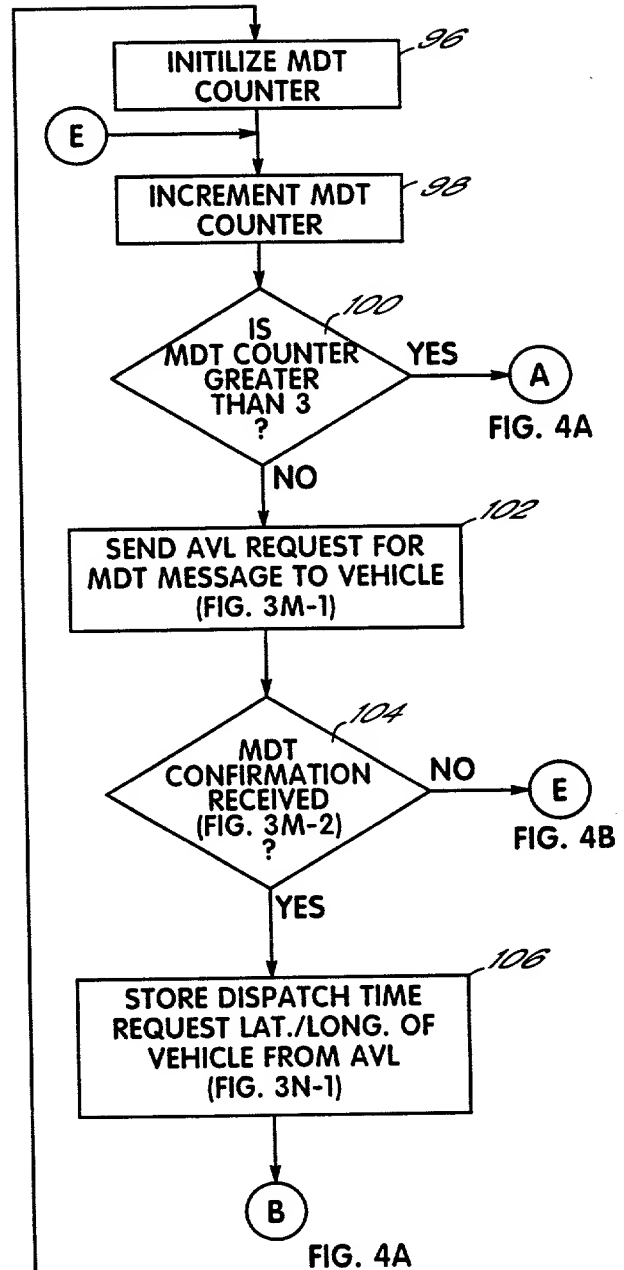 96
INITILIZE MDT
COUNTER
E
98
INCREMENT MDT
COUNTER
100
IS
MDT COUNTER
GREATER
THAN 3
?
YES
A
FIG. 4A
NO
102
SEND AVL REQUEST FOR
MDT MESSAGE TO VEHICLE
(FIG. 3M-1)
104
MDT
CONFIRMATION
RECEIVED
(FIG. 3M-2)
?
NO
E
FIG. 4B
YES
106
STORE DISPATCH TIME
REQUEST LAT./LONG. OF
VEHICLE FROM AVL
(FIG. 3N-1)
B
FIG. 4A